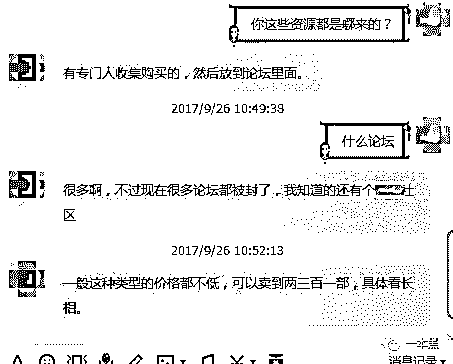 你这些资源都是哪来的？
有专门人收集购买的，然后放到论坛里面。
2017/9/26 10:49:38
什么论坛
很多啊，不过现在很多论坛都被封了，我知道的还有个社
区
2017/9/26 10:52:13
一般这种类型的价格都不低，可以卖到两三百一部，具体看长
相。
一本黑
消息记录